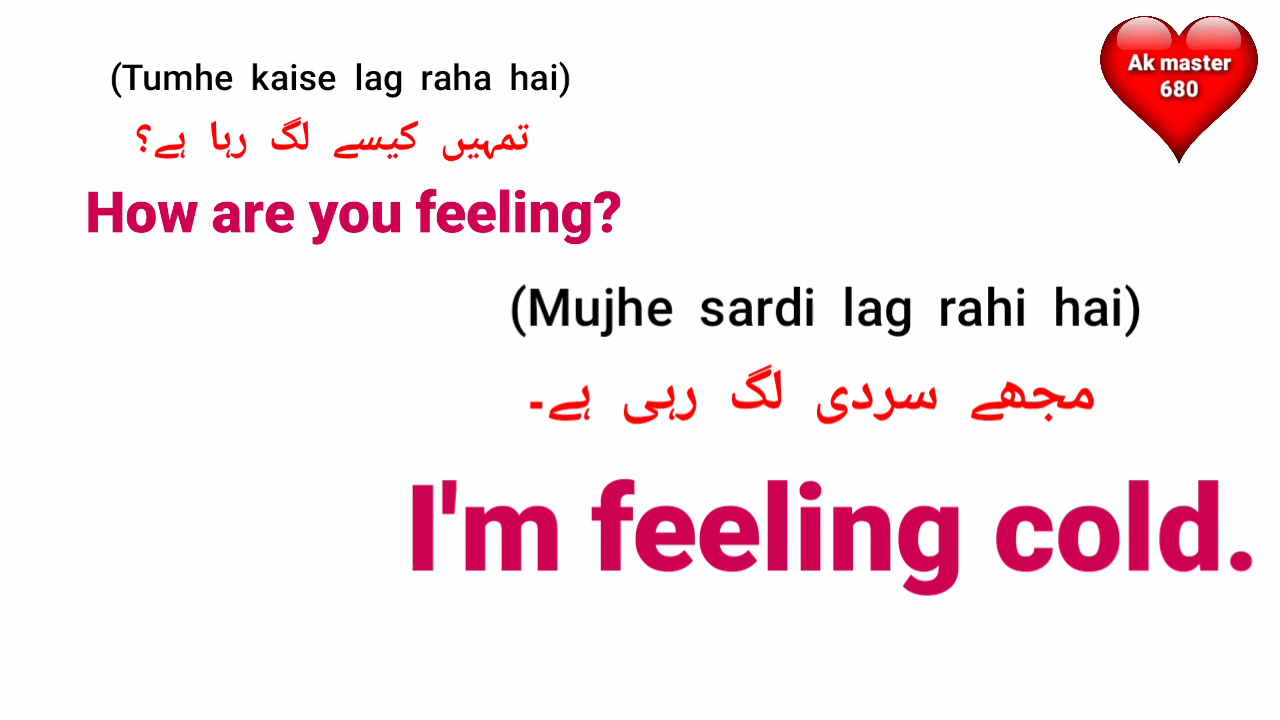 (Tumhe kaise lag raha hai)
تمہیں کیسے لگ رہا ہے؟
How are you feeling?
(Mujhe sardi lag rahi hai)
مجھے سردی لگ رہی ہے۔
I'm feeling cold.
Ak master
680